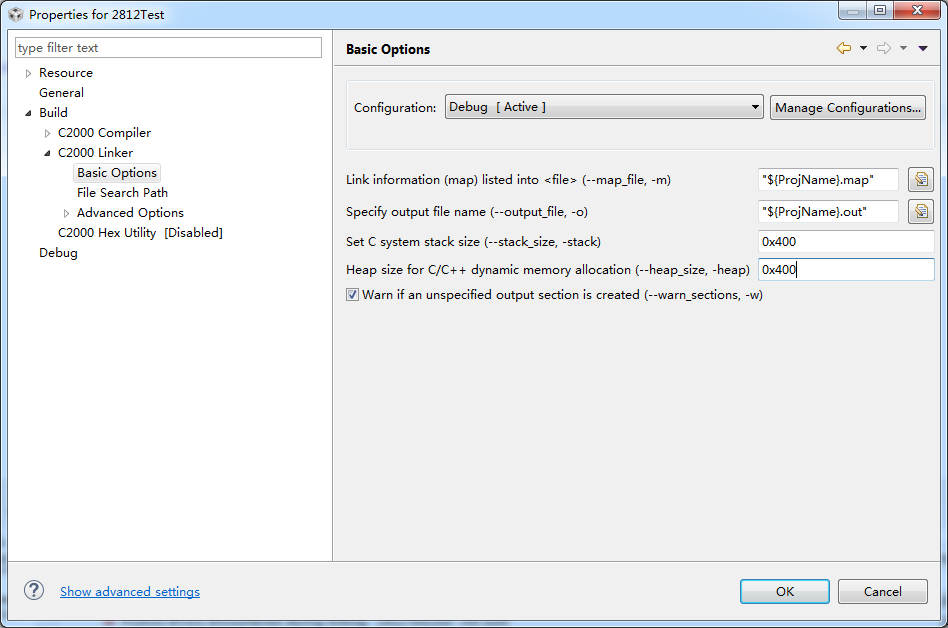 Properties for 2812Test
type filter text
Resource
General
Build
C2000 Compiler
C2000 Linker
Basic Options
File Search Path
Advanced Options
C2000 Hex Utility [Disabled]
Debug
Basic Options
Configuration: Debug [ Active ] Manage Configurations...
Link information (map) listed into <file> (--map_file, -m) "${ProjName}.map"
Specify output file name (--output_file, -o) "${ProjName}.out"
Set C system stack size (--stack_size, -stack) 0x400
Heap size for C/C++ dynamic memory allocation (--heap_size, -heap) 0x400
Warn if an unspecified output section is created (--warn_sections, -w)
? Show advanced settings OK Cancel